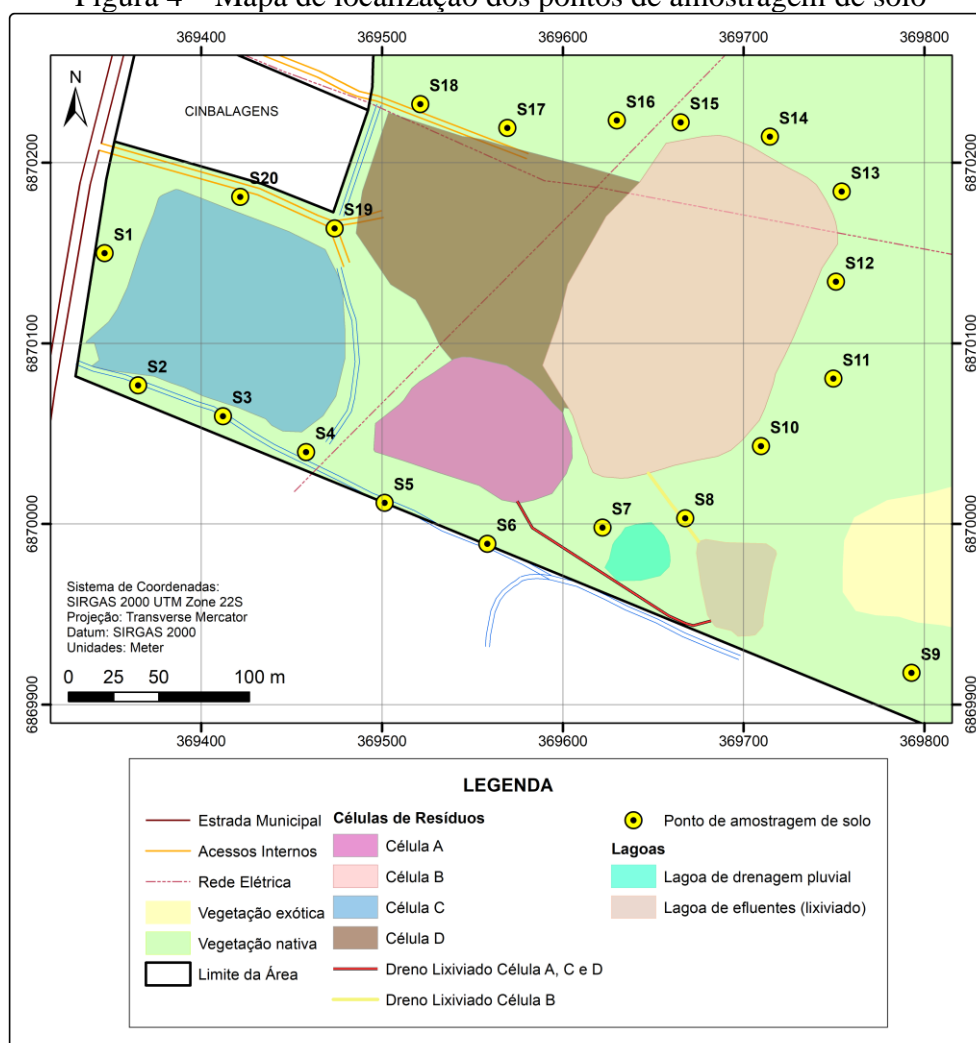 Figura 4 – Mapa de localização dos pontos de amostragem de solo
369400 369500 369600 369700 369800
N
CINBALAGENS
S18
S17
S16
S15
S14
6870200
6870200
S13
S20
S19
S1
S12
6870100
6870100
S11
S2
S3
S4
S10
S5
S7
S8
6870000
6870000
S6
Sistema de Coordenadas:
SIRGAS 2000 UTM Zone 22S
Projeção: Transverse Mercator
Datum: SIRGAS 2000
Unidades: Meter
S9
0 25 50 100 m
6869900
6869900
369400 369500 369600 369700 369800
LEGENDA
Estrada Municipal
Acessos Internos
Rede Elétrica
Vegetação exótica
Vegetação nativa
Limite da Área
Células de Resíduos
Célula A
Célula B
Célula C
Célula D
Dreno Lixiviado Célula A, C e D
Dreno Lixiviado Célula B
Ponto de amostragem de solo
Lagoas
Lagoa de drenagem pluvial
Lagoa de efluentes (lixiviado)